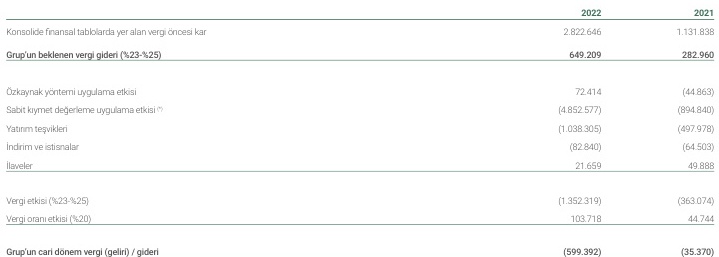 2022 2021
Konsolide finansal tablolarda yer alan vergi öncesi kar 2.822.646 1.131.838
Grup'un beklenen vergi gideri (%23-%25) 649.209 282.960
Özkaynak yöntemi uygulama etkisi 72.414 (44.863)
Sabit kıymet değerleme uygulama etkisi (*) (4.852.577) (894.840)
Yatırım teşvikleri (1.038.305) (497.978)
İndirim ve istisnalar (82.840) (64.503)
İlaveler 21.659 49.888
Vergi etkisi (%23-%25) (1.352.319) (363.074)
Vergi oranı etkisi (%20) 103.718 44.744
Grup'un cari dönem vergi (geliri) / gideri (599.392) (35.370)